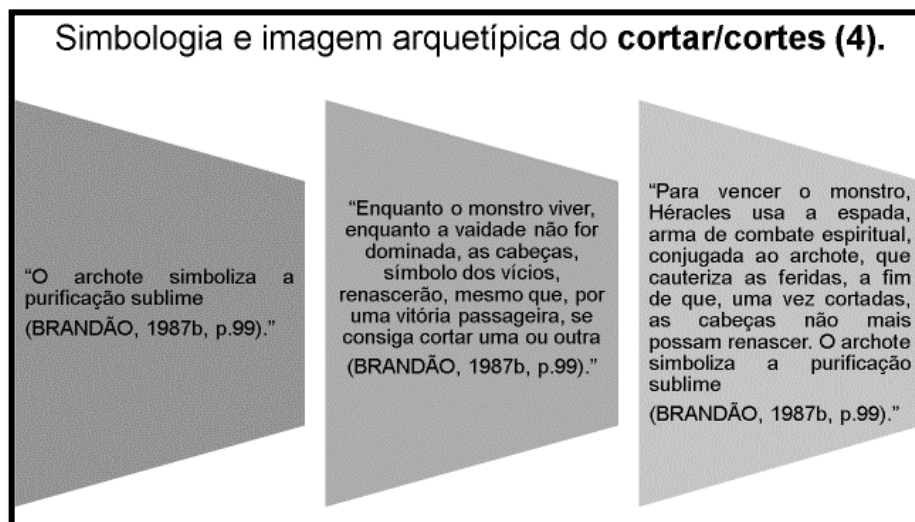 Simbologia e imagem arquetípica do cortar/cortes (4).
“O archote simboliza a
purificação sublime
(BRANDÃO, 1987b, p.99).”
“Enquanto o monstro viver,
enquanto a vaidade não for
dominada, as cabeças,
símbolo dos vícios,
renascerão, mesmo que, por
uma vitória passageira, se
consiga cortar uma ou outra
(BRANDÃO, 1987b, p.99).”
“Para vencer o monstro,
Héracles usa a espada,
arma de combate espiritual,
conjugada ao archote, que
cauteriza as feridas, a fim
de que, uma vez cortadas,
as cabeças não mais
possam renascer. O archote
simboliza a purificação
sublime
(BRANDÃO, 1987b, p.99).”